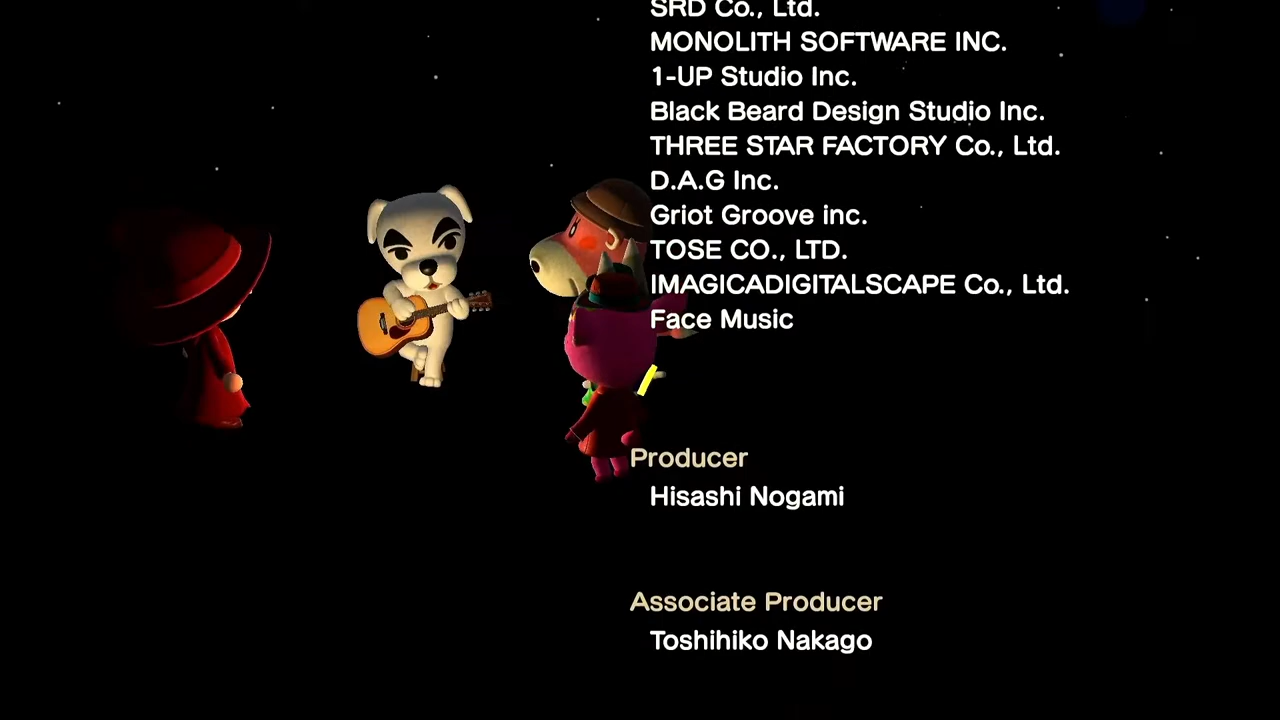 SRD Co., Ltd.
MONOLITH SOFTWARE INC.
1-UP Studio Inc.
Black Beard Design Studio Inc.
THREE STAR FACTORY Co., Ltd.
D.A.G Inc.
Griot Groove inc.
TOSE CO., LTD.
IMAGICADIGITALSCAPE Co., Ltd.
Face Music
Producer
Hisashi Nogami
Associate Producer
Toshihiko Nakago